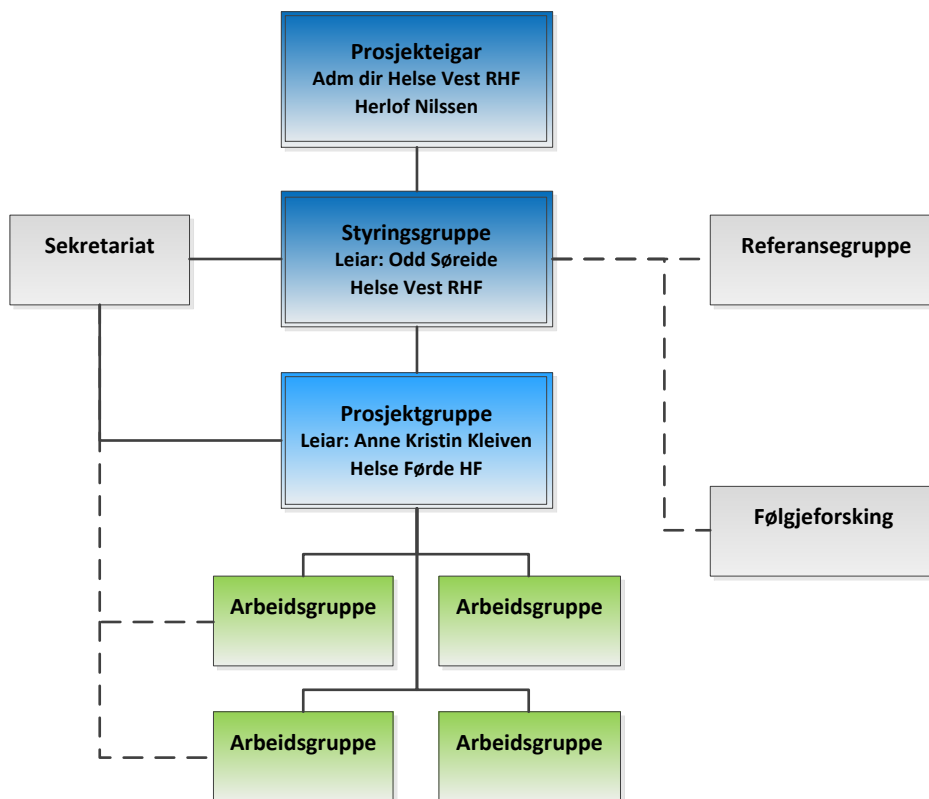 Prosjekteigar
Adm dir Helse Vest RHF
Herlof Nilssen
Sekretariat
Styringsgruppe
Leiar: Odd Søreide
Helse Vest RHF
Referansegruppe
Prosjektgruppe
Leiar: Anne Kristin Kleiven
Helse Førde HF
Følgjeforsking
Arbeidsgruppe
Arbeidsgruppe
Arbeidsgruppe
Arbeidsgruppe